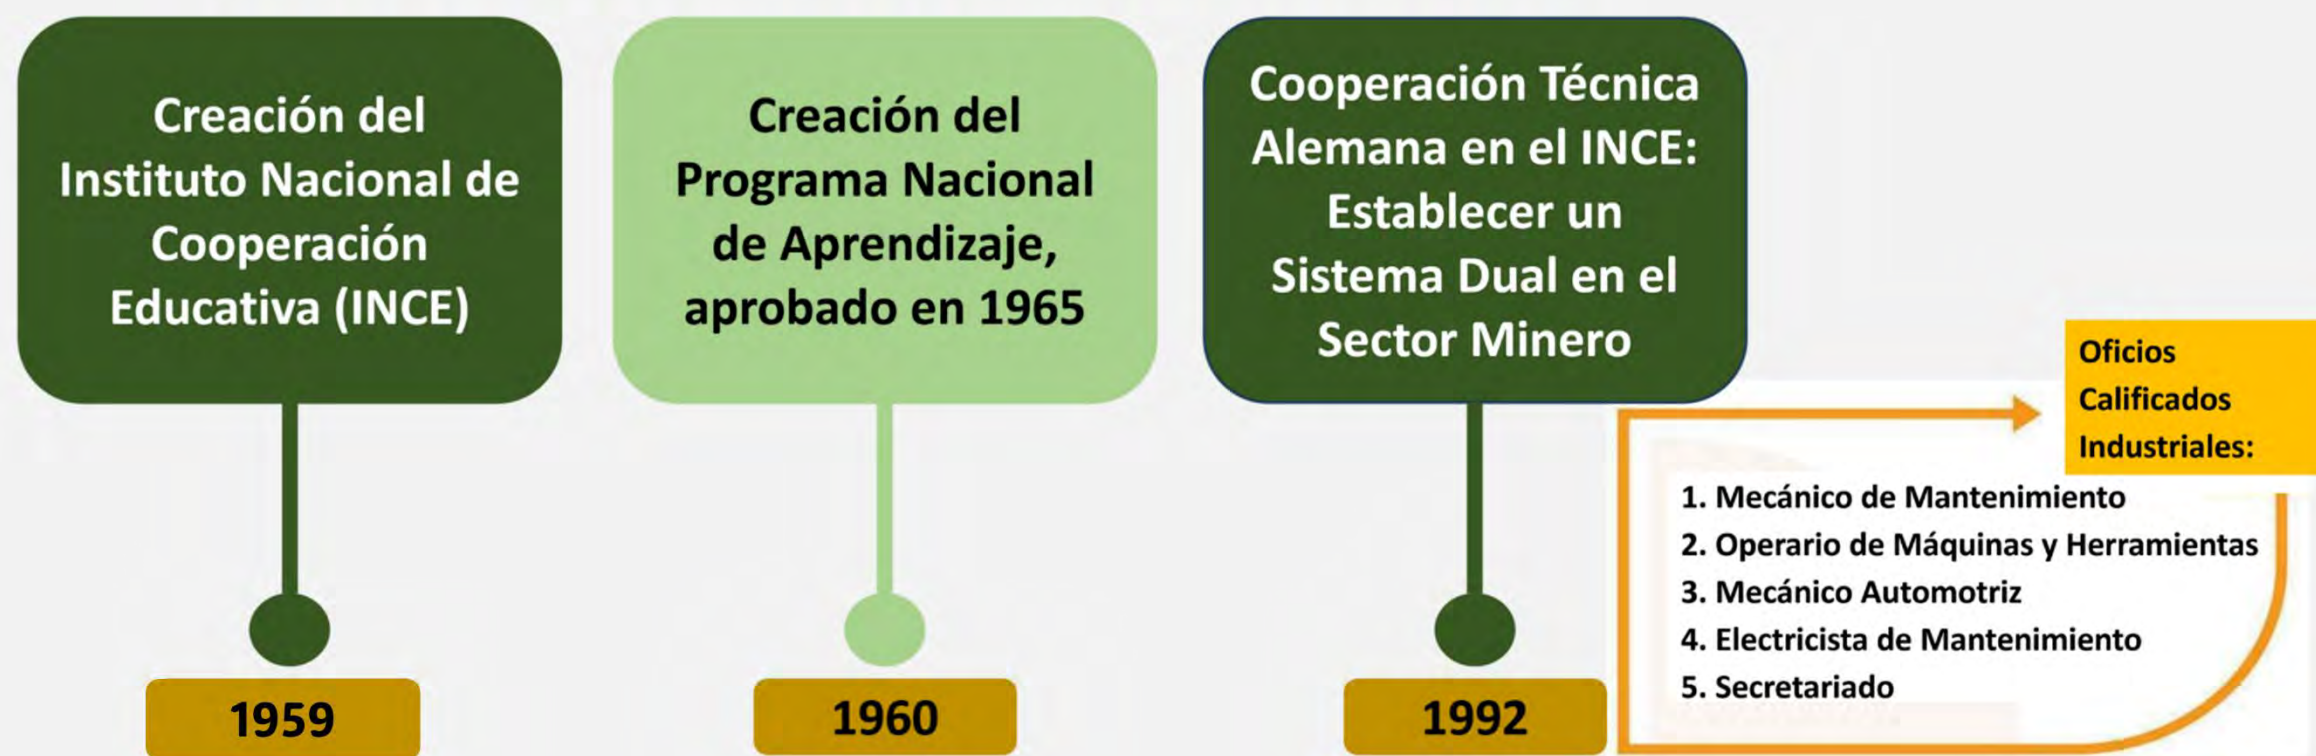 Creación del
Instituto Nacional de
Cooperación
Educativa (INCE)
1959
Creación del
Programa Nacional
de Aprendizaje,
aprobado en 1965
1960
Cooperación Técnica
Alemana en el INCE:
Establecer un
Sistema Dual en el
Sector Minero
1992
Oficios
Calificados
Industriales:
1. Mecánico de Mantenimiento
2. Operario de Máquinas y Herramientas
3. Mecánico Automotriz
4. Electricista de Mantenimiento
5. Secretariado